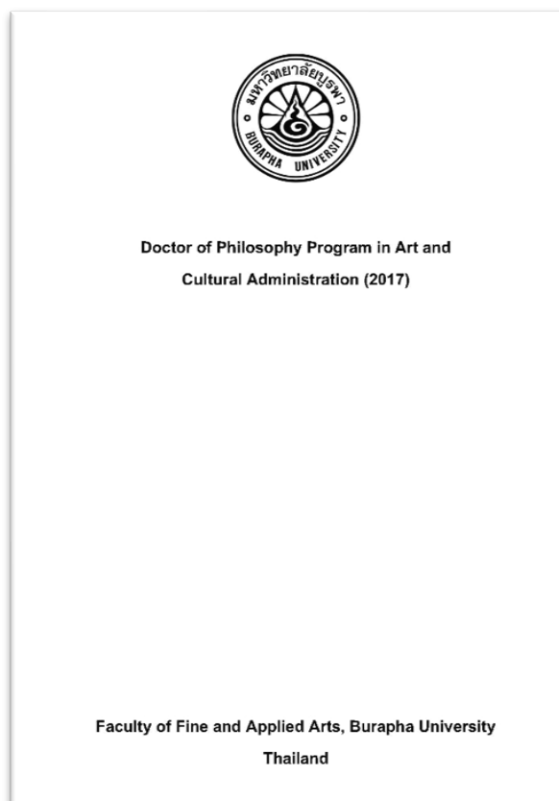 มหาวิทยาลัยบูรพา
BURAPHA UNIVERSITY
Doctor of Philosophy Program in Art and
Cultural Administration (2017)
Faculty of Fine and Applied Arts, Burapha University
Thailand